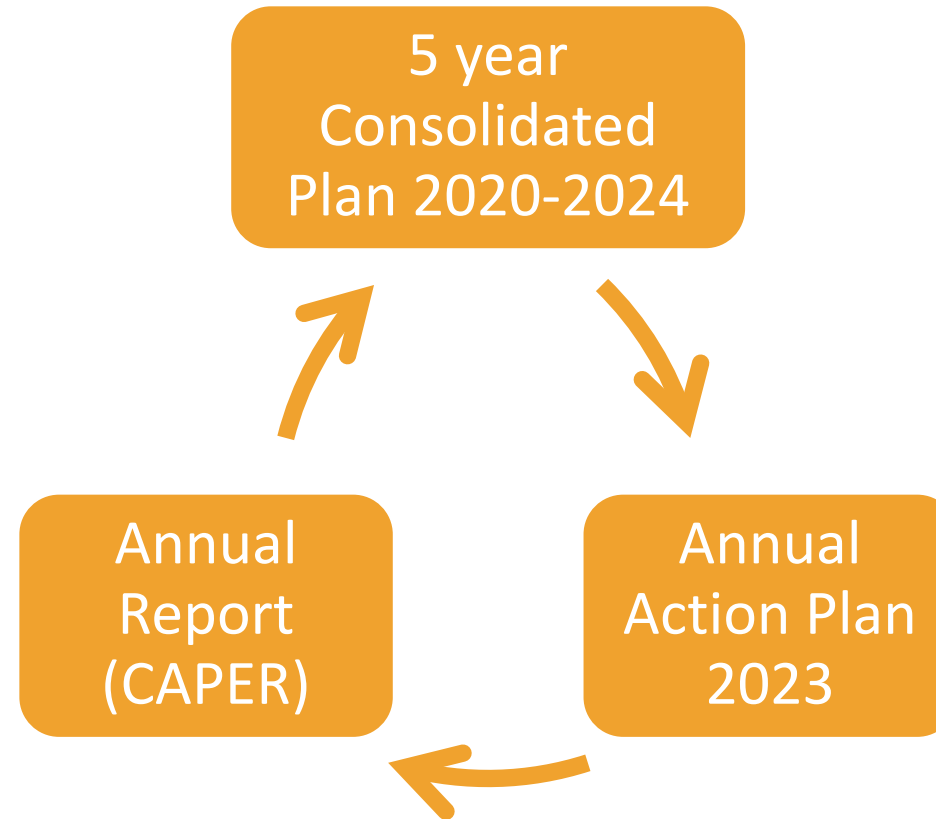 5 year
Consolidated
Plan 2020-2024
Annual
Report
(CAPER)
Annual
Action Plan
2023